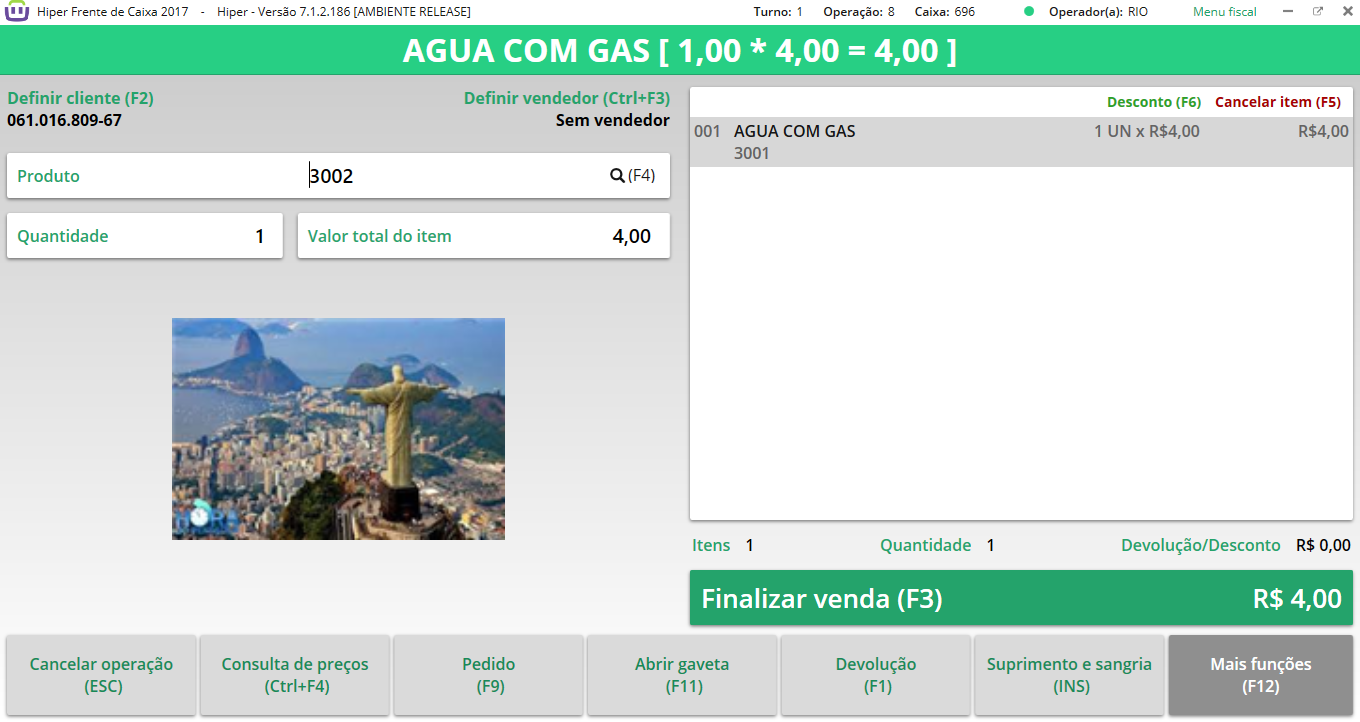 Hiper Frente de Caixa 2017 - Hiper - Versão 7.1.2.186 [AMBIENTE RELEASE] Turno: 1 Operação: 8 Caixa: 696 Operador(a): RIO Menu fiscal
AGUA COM GAS [ 1,00 * 4,00 = 4,00 ]
Definir cliente (F2) Definir vendedor (Ctrl+F3)
061.016.809-67 Sem vendedor
Produto 3002 (F4)
Quantidade 1 Valor total do item 4,00
HORA
Desconto (F6) Cancelar item (F5)
001 AGUA COM GAS 1 UN x R$4,00 R$4,00
3001
Itens 1 Quantidade 1 Devolução/Desconto R$ 0,00
Finalizar venda (F3) R$ 4,00
Cancelar operação
(ESC)
Consulta de preços
(Ctrl+F4)
Pedido
(F9)
Abrir gaveta
(F11)
Devolução
(F1)
Suprimento e sangria
(INS)
Mais funções
(F12)